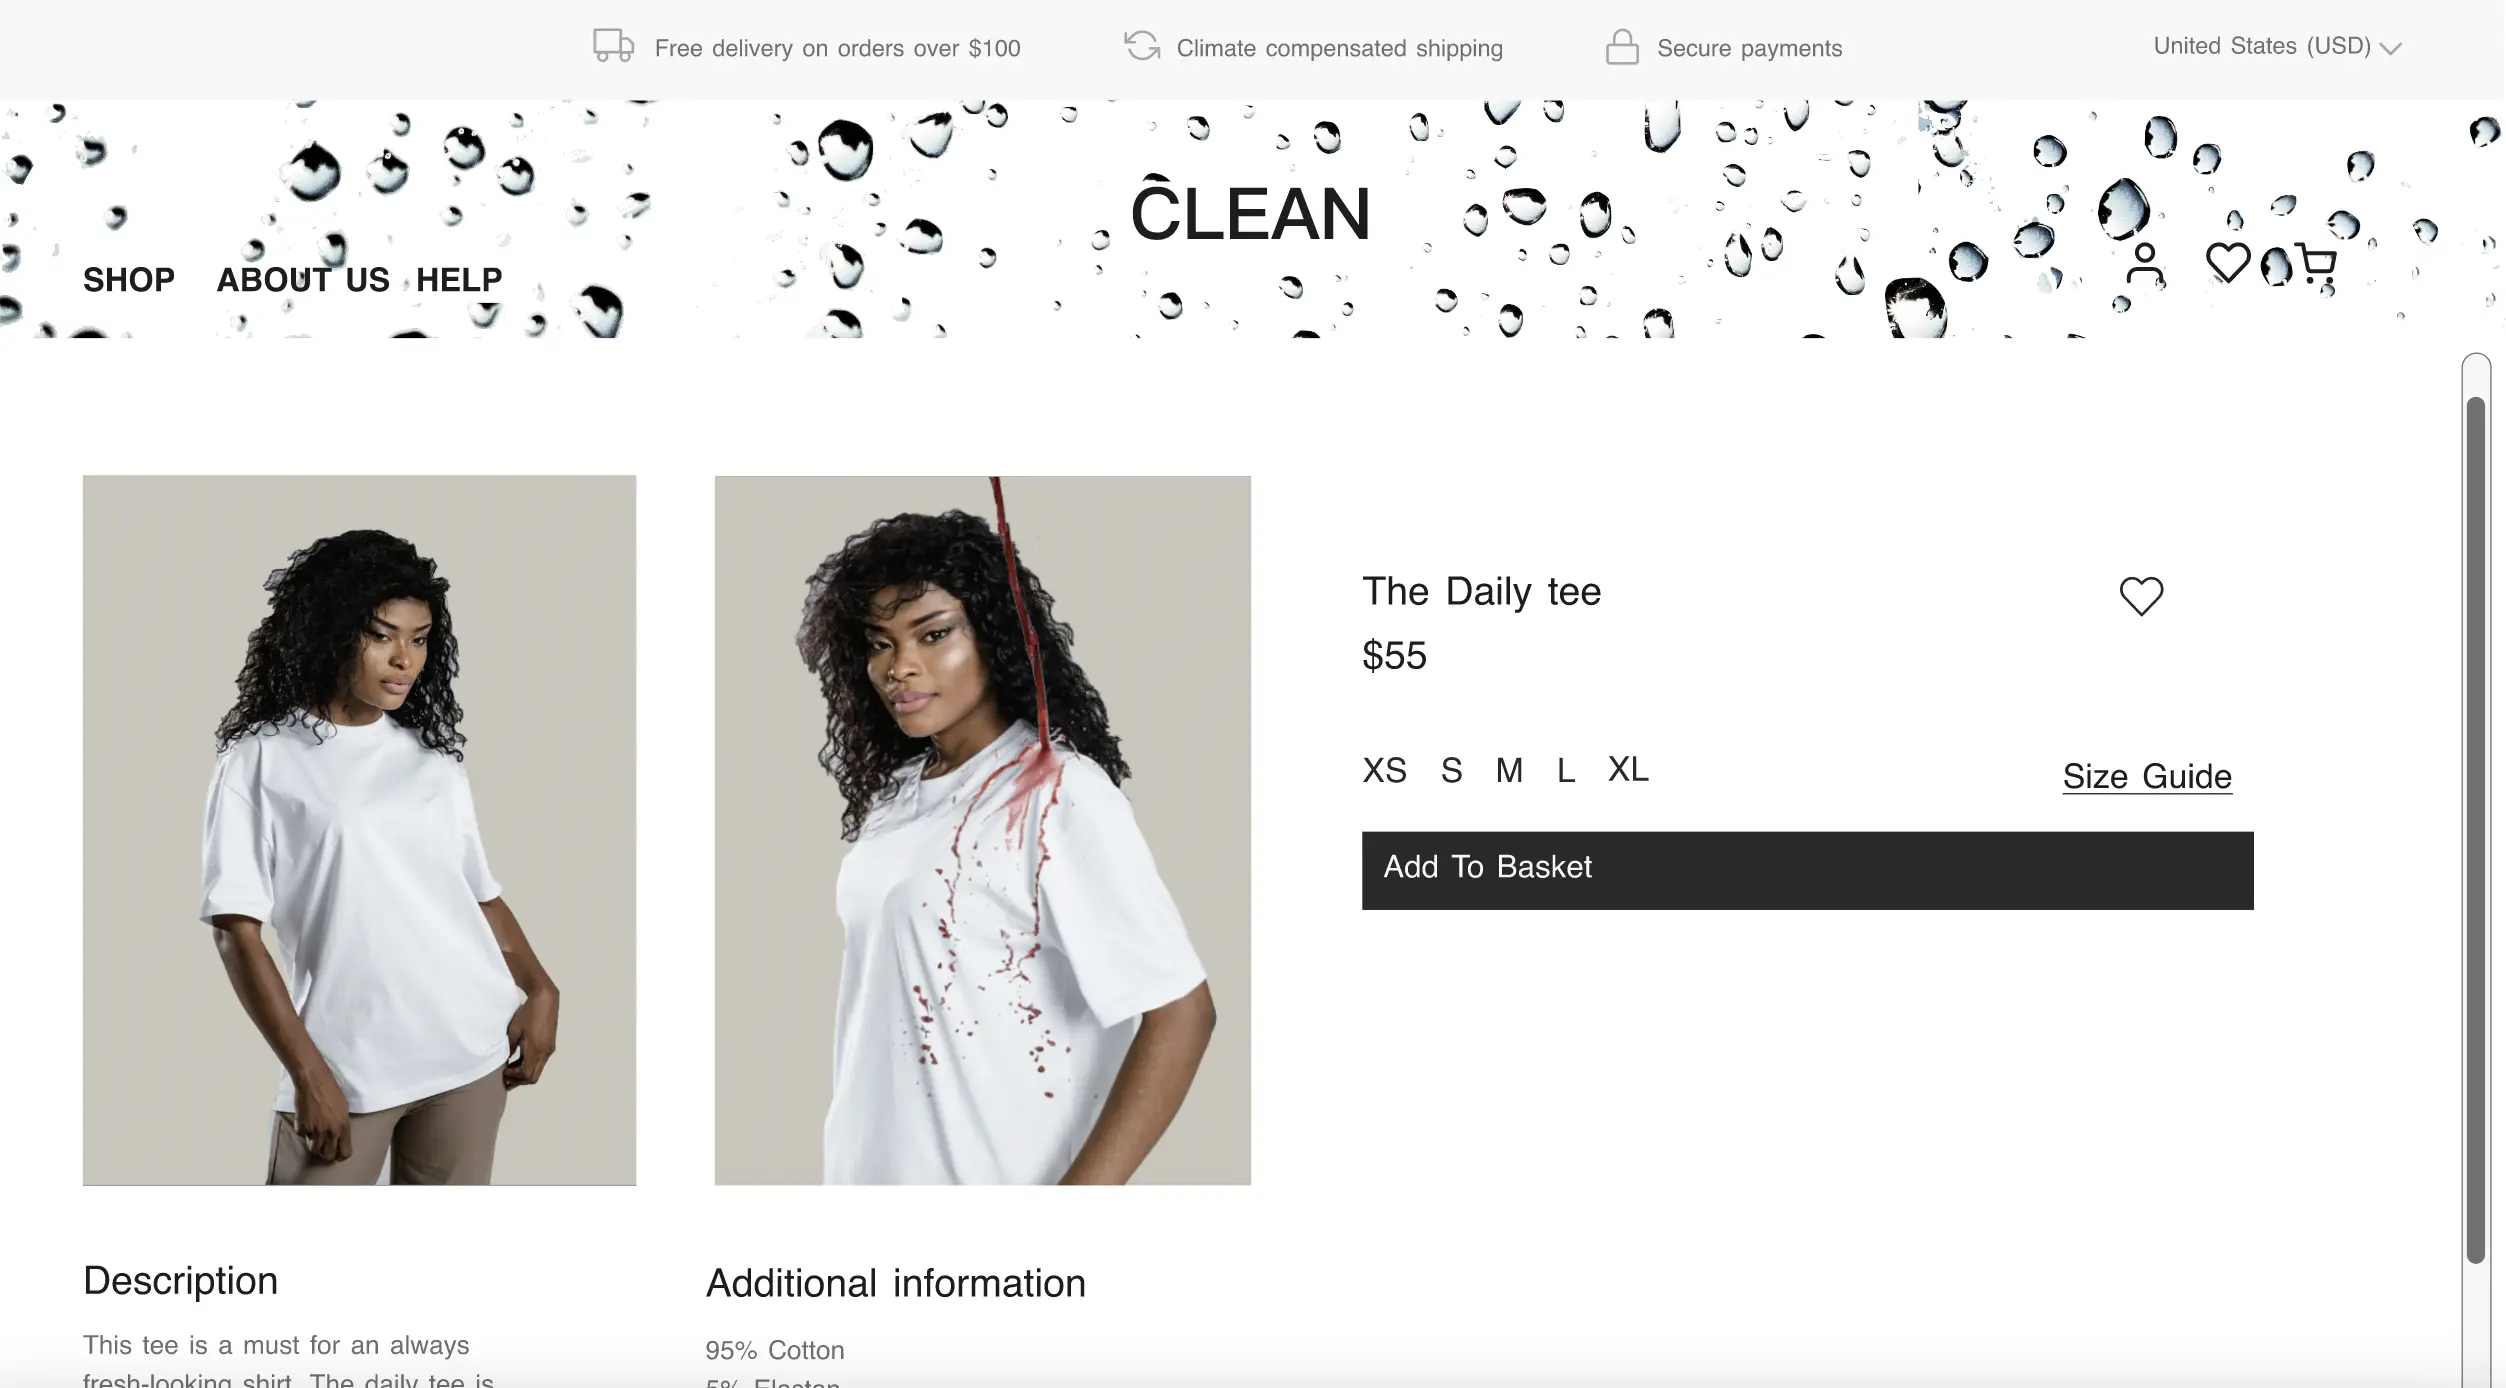 Free delivery on orders over $100
Climate compensated shipping
Secure payments
United States (USD)
CLEAN
SHOP
ABOUT US
HELP
The Daily tee
$55
XS S M L XL
Size Guide
Add To Basket
Description
This tee is a must for an always
fresh-looking shirt. The daily tee is
Additional information
95% Cotton
5% Elastan